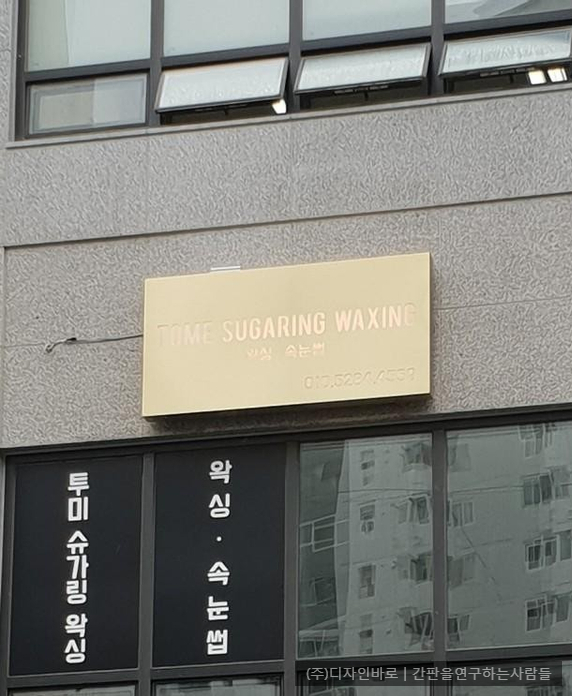 TOME SUGARING WAXING
왁싱 속눈썹
010.5284.4559
투미 슈가링 왁싱
왁싱 · 속눈썹
(주)디자인바로 | 간판을연구하는사람들